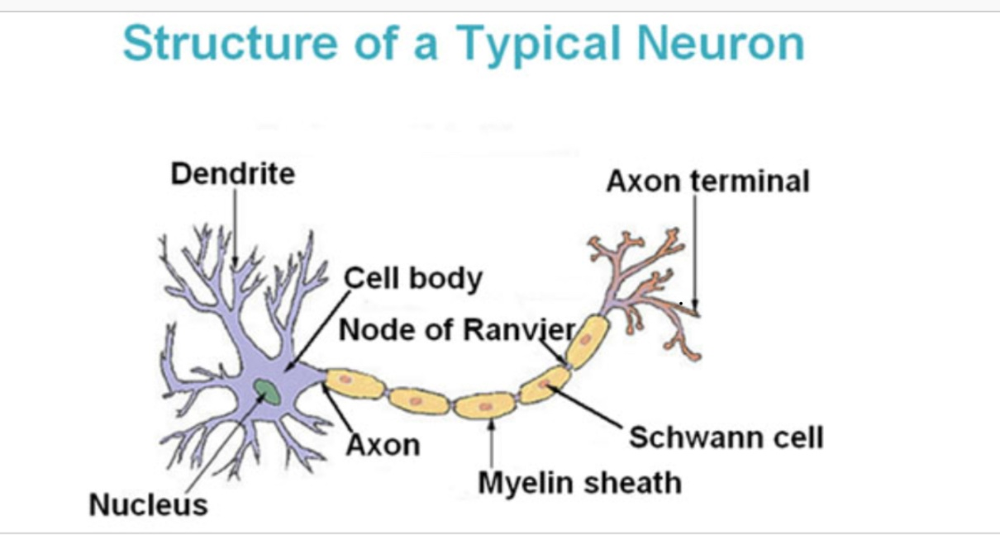 Structure of a Typical Neuron
Dendrite
Axon terminal
Cell body
Node of Ranvier
Axon
Schwann cell
Myelin sheath
Nucleus